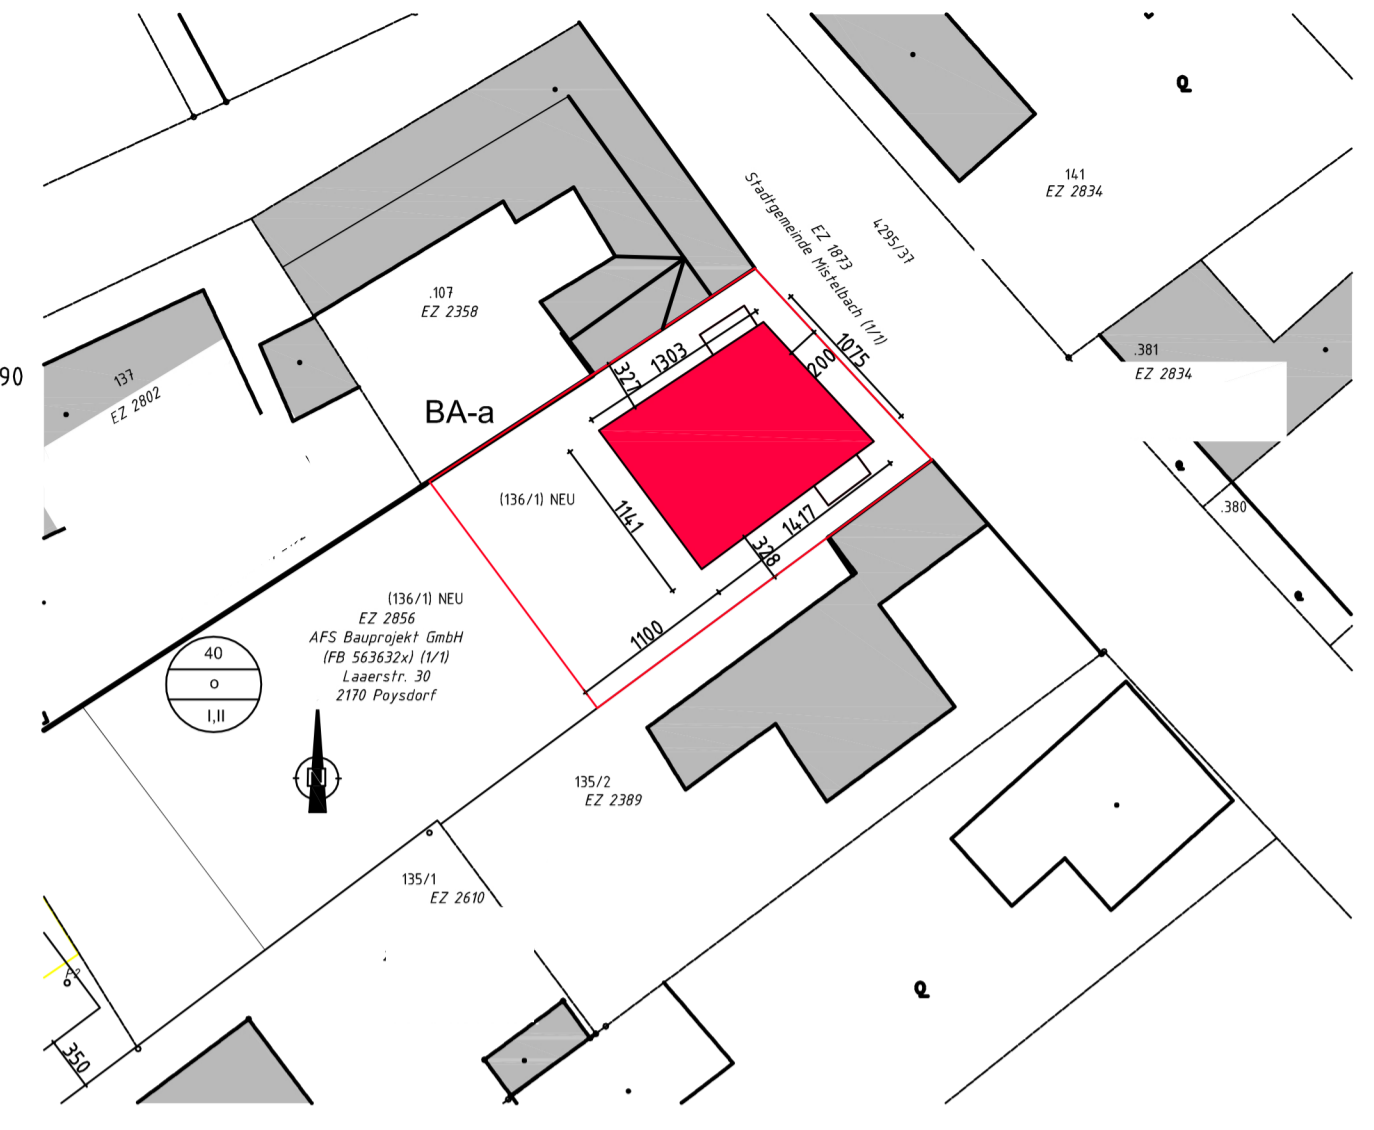 Q
141
EZ 2834
4295/37
EZ 1873
Stadtgemeinde Mistelbach (1/1)
.107
EZ 2358
1303
327
200
1075
.381
EZ 2834
90
137
EZ 2802
BA-a
(136/1) NEU
1141
1417
328
.380
(136/1) NEU
EZ 2856
AFS Bauprojekt GmbH
(FB 563632x) (1/1)
Laaerstr. 30
2170 Poysdorf
1100
40
o
I,II
N
135/2
EZ 2389
135/1
EZ 2610
Q
350